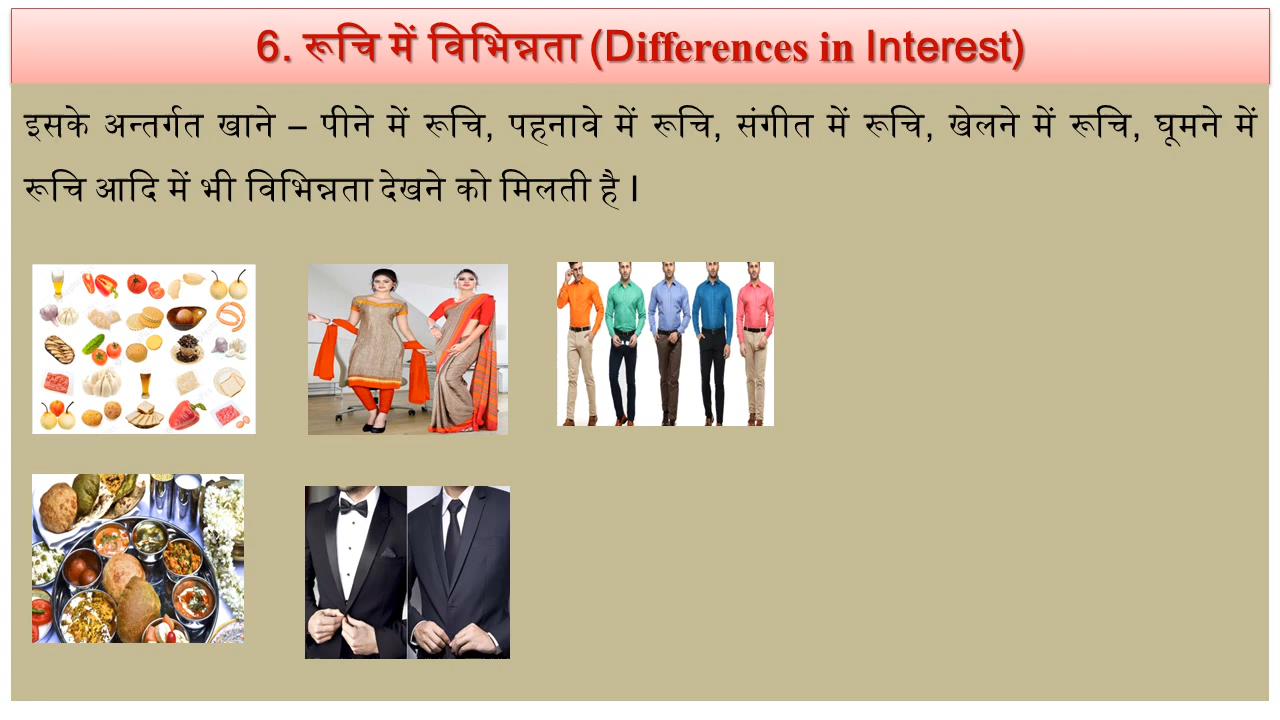 6. रूचि में विभिन्नता (Differences in Interest)
इसके अन्तर्गत खाने – पीने में रूचि, पहनावे में रूचि, संगीत में रूचि, खेलने में रूचि, घूमने में
रूचि आदि में भी विभिन्नता देखने को मिलती है l